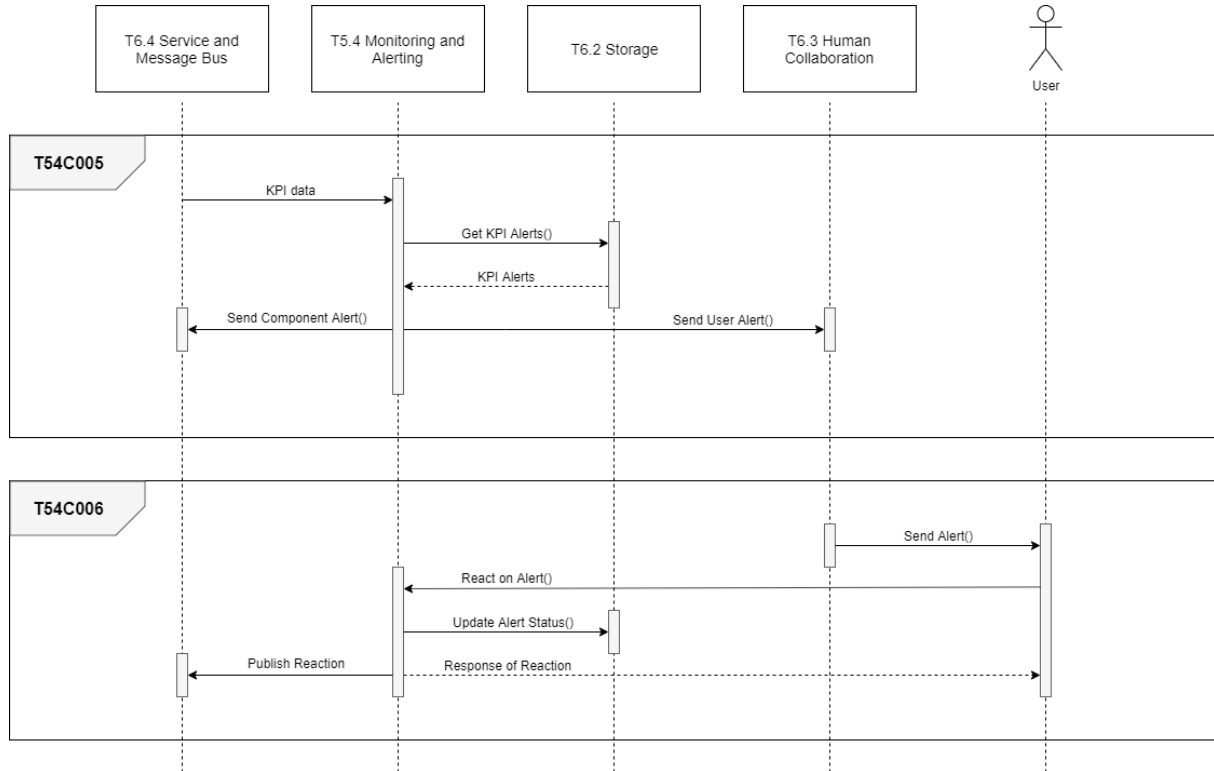 T6.4 Service and
Message Bus
T5.4 Monitoring and
Alerting
T6.2 Storage
T6.3 Human
Collaboration
User
T54C005
KPI data
Get KPI Alerts()
KPI Alerts
Send Component Alert()
Send User Alert()
T54C006
Send Alert()
React on Alert()
Update Alert Status()
Publish Reaction
Response of Reaction